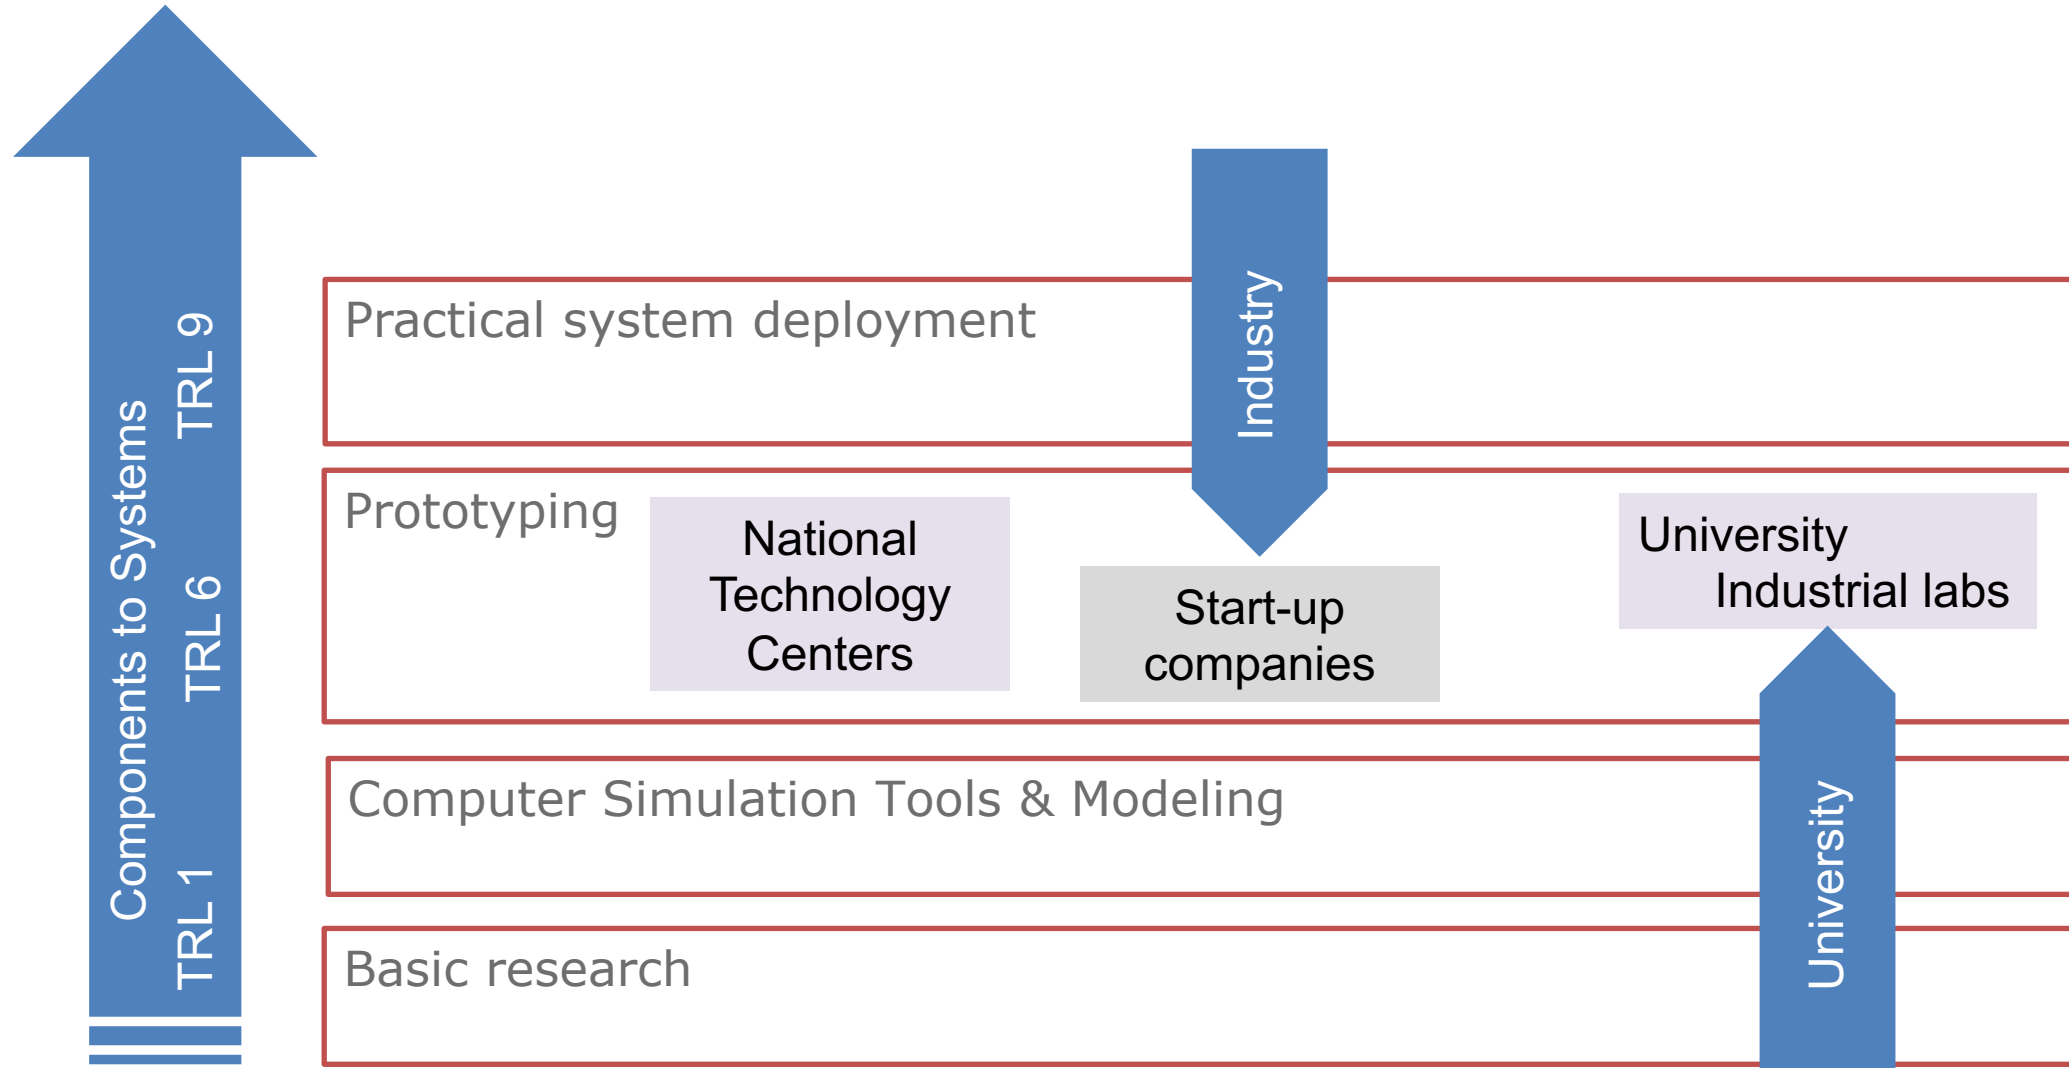 Components to Systems
TRL 9
TRL 6
TRL 1
Practical system deployment
Industry
Prototyping
National
Technology
Centers
Start-up
companies
University
Industrial labs
Computer Simulation Tools & Modeling
University
Basic research